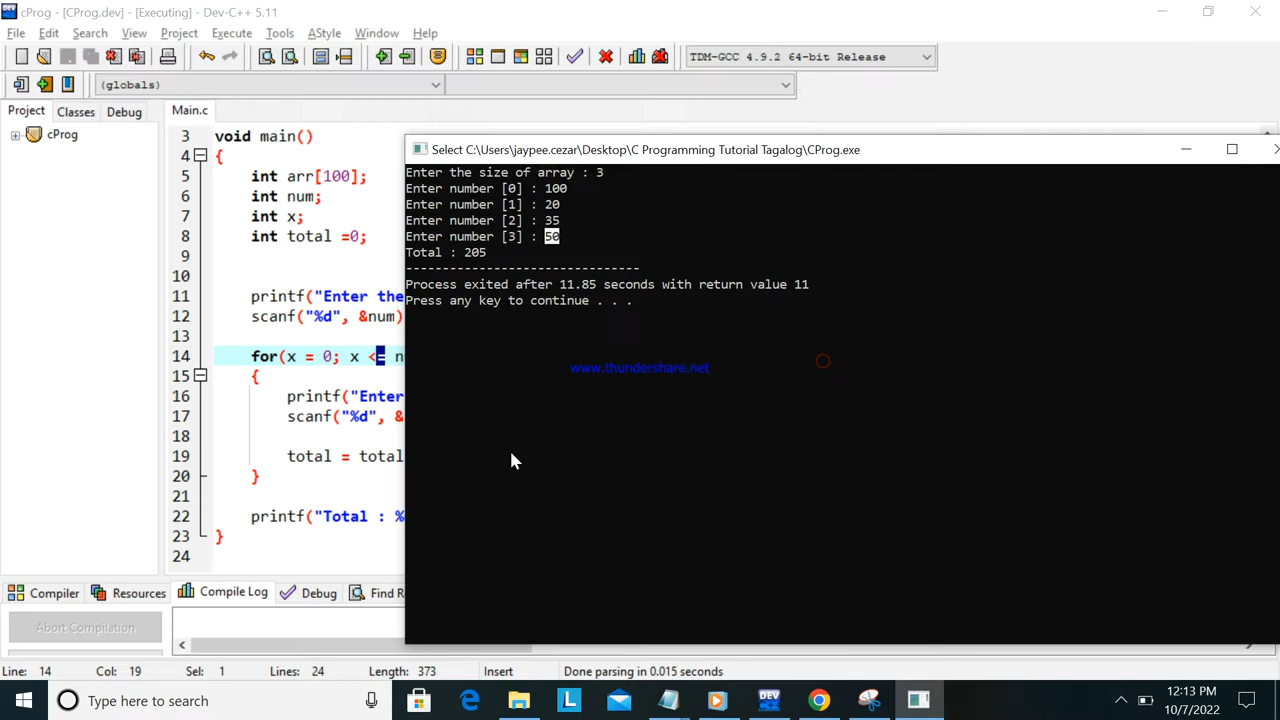 cProg - [CProg.dev] - [Executing] - Dev-C++ 5.11
File Edit Search View Project Execute Tools AStyle Window Help
TDM-GCC 4.9.2 64-bit Release
(globals)
Project Classes Debug
Main.c
cProg
3 void main()
4 {
5 int arr[100];
6 int num;
7 int x;
8 int total =0;
9
10
11 printf("Enter the
12 scanf("%d", &num)
13
14 for(x = 0; x <= n
15 {
16 printf("Enter
17 scanf("%d", &
18
19 total = total
20 }
21
22 printf("Total : %
23 }
24
Select C:\Users\jaypee.cezar\Desktop\C Programming Tutorial Tagalog\CProg.exe
Enter the size of array : 3
Enter number [0] : 100
Enter number [1] : 20
Enter number [2] : 35
Enter number [3] : 50
Total : 205
--------------------------------
Process exited after 11.85 seconds with return value 11
Press any key to continue . . .
www.thundershare.net
Compiler Resources Compile Log Debug Find Re
Abort Compilation
Line: 14 Col: 19 Sel: 1 Lines: 24 Length: 373 Insert Done parsing in 0.015 seconds
Type here to search
DEV
12:13 PM
10/7/2022